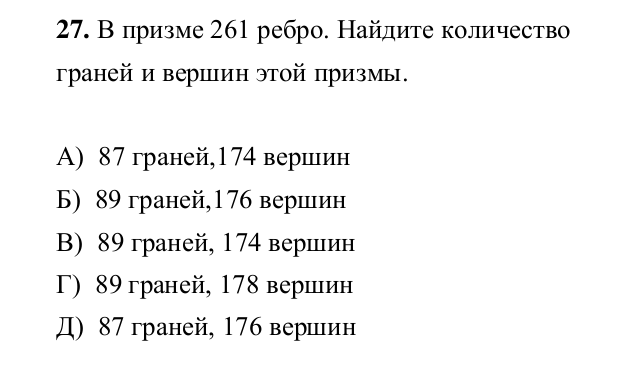 27. В призме 261 ребро. Найдите количество
граней и вершин этой призмы.
А) 87 граней,174 вершин
Б) 89 граней,176 вершин
В) 89 граней, 174 вершин
Г) 89 граней, 178 вершин
Д) 87 граней, 176 вершин